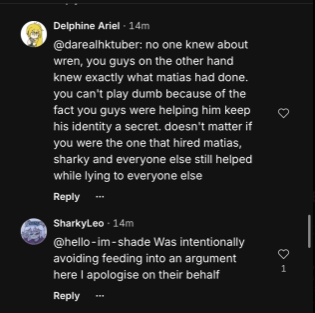 Delphine Ariel · 14m
@darealhktuber: no one knew about
wren, you guys on the other hand
knew exactly what matias had done.
you can't play dumb because of the
fact you guys were helping him keep
his identity a secret. doesn't matter if
you were the one that hired matias,
sharky and everyone else still helped
while lying to everyone else
Reply ...
SharkyLeo · 14m
@hello-im-shade Was intentionally
avoiding feeding into an argument
here I apologise on their behalf
1
Reply ...